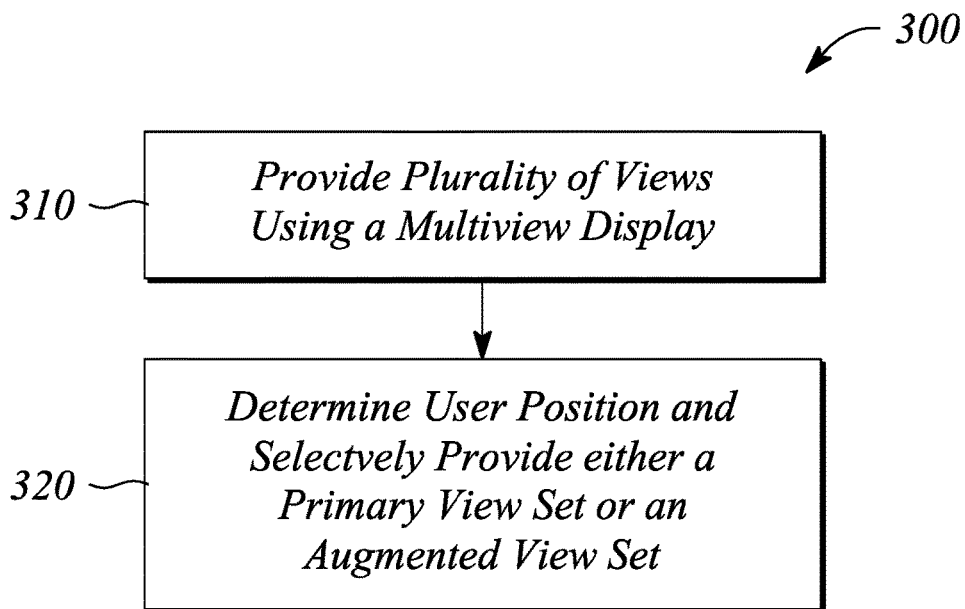 300
310
Provide Plurality of Views
Using a Multiview Display
320
Determine User Position and
Selectvely Provide either a
Primary View Set or an
Augmented View Set